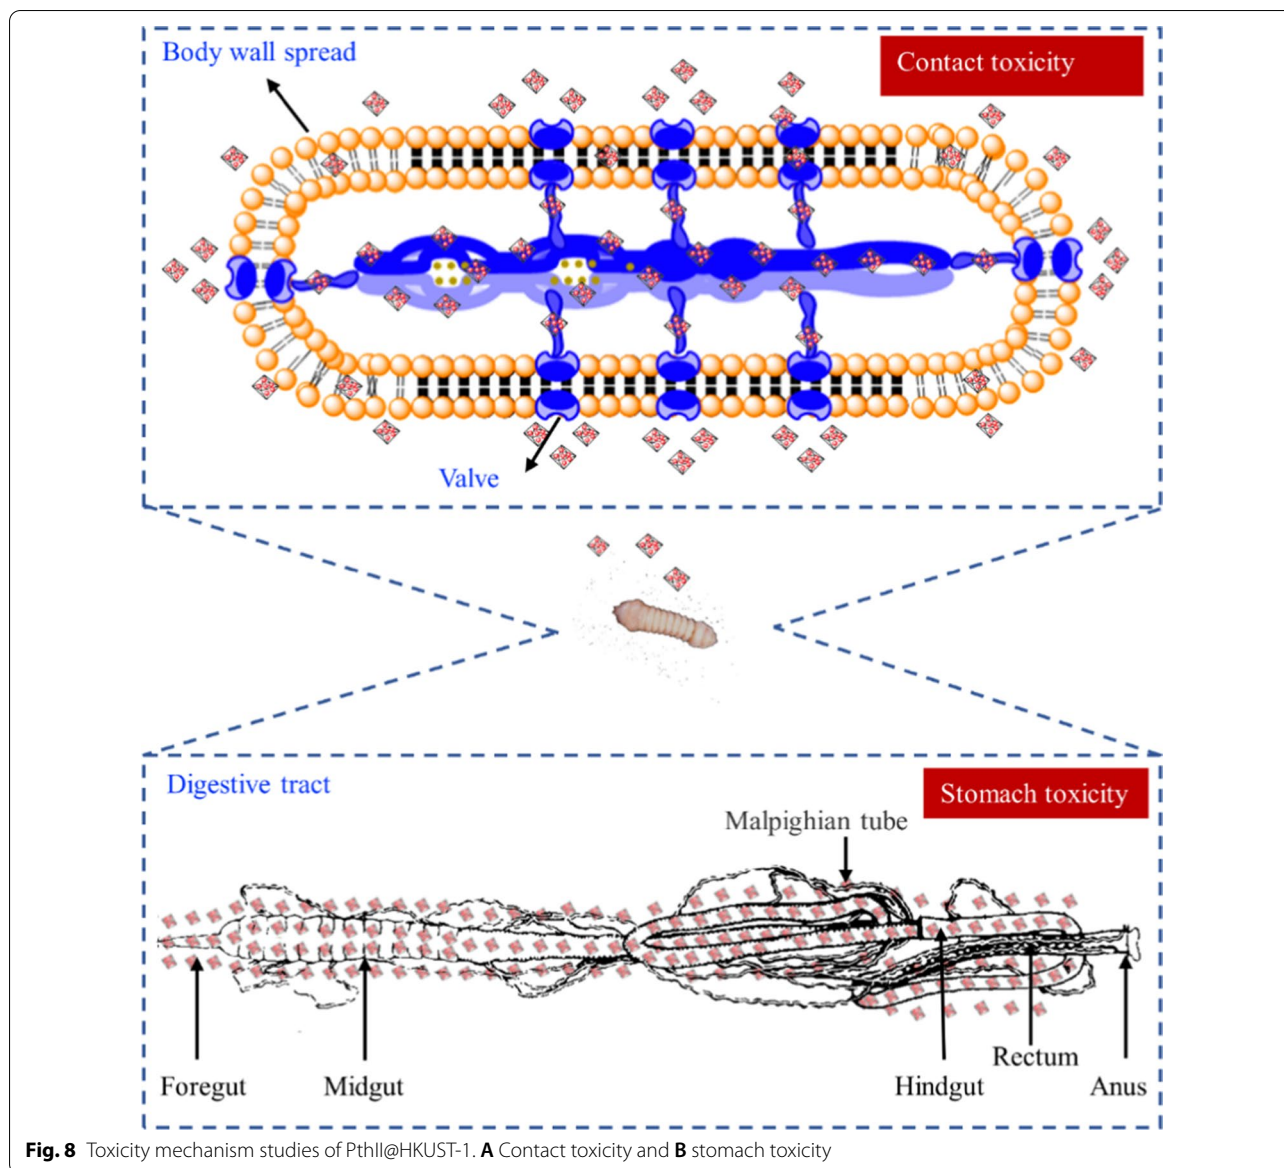 Body wall spread
Contact toxicity
Valve
Digestive tract
Stomach toxicity
Malpighian tube
Rectum
Foregut
Midgut
Hindgut
Anus
Fig. 8 Toxicity mechanism studies of PthII@HKUST-1. A Contact toxicity and B stomach toxicity